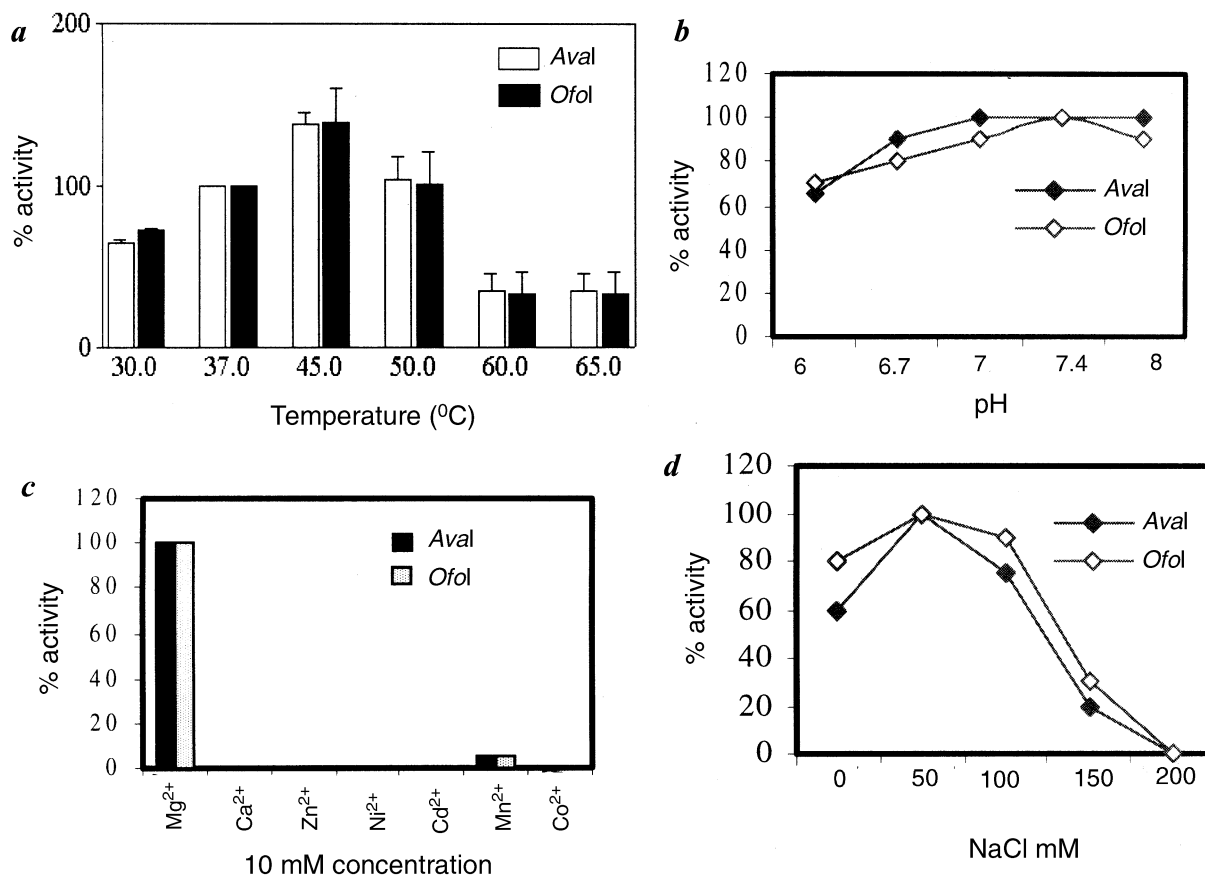 a
200
100
0
% activity
AvaI
OfoI
30.0 37.0 45.0 50.0 60.0 65.0
Temperature (⁰C)
b
120
100
80
60
40
20
0
% activity
AvaI
OfoI
6 6.7 7 7.4 8
pH
c
120
100
80
60
40
20
0
% activity
AvaI
OfoI
Mg²⁺ Ca²⁺ Zn²⁺ Ni²⁺ Cd²⁺ Mn²⁺ Co²⁺
10 mM concentration
d
120
100
80
60
40
20
0
% activity
AvaI
OfoI
0 50 100 150 200
NaCl mM